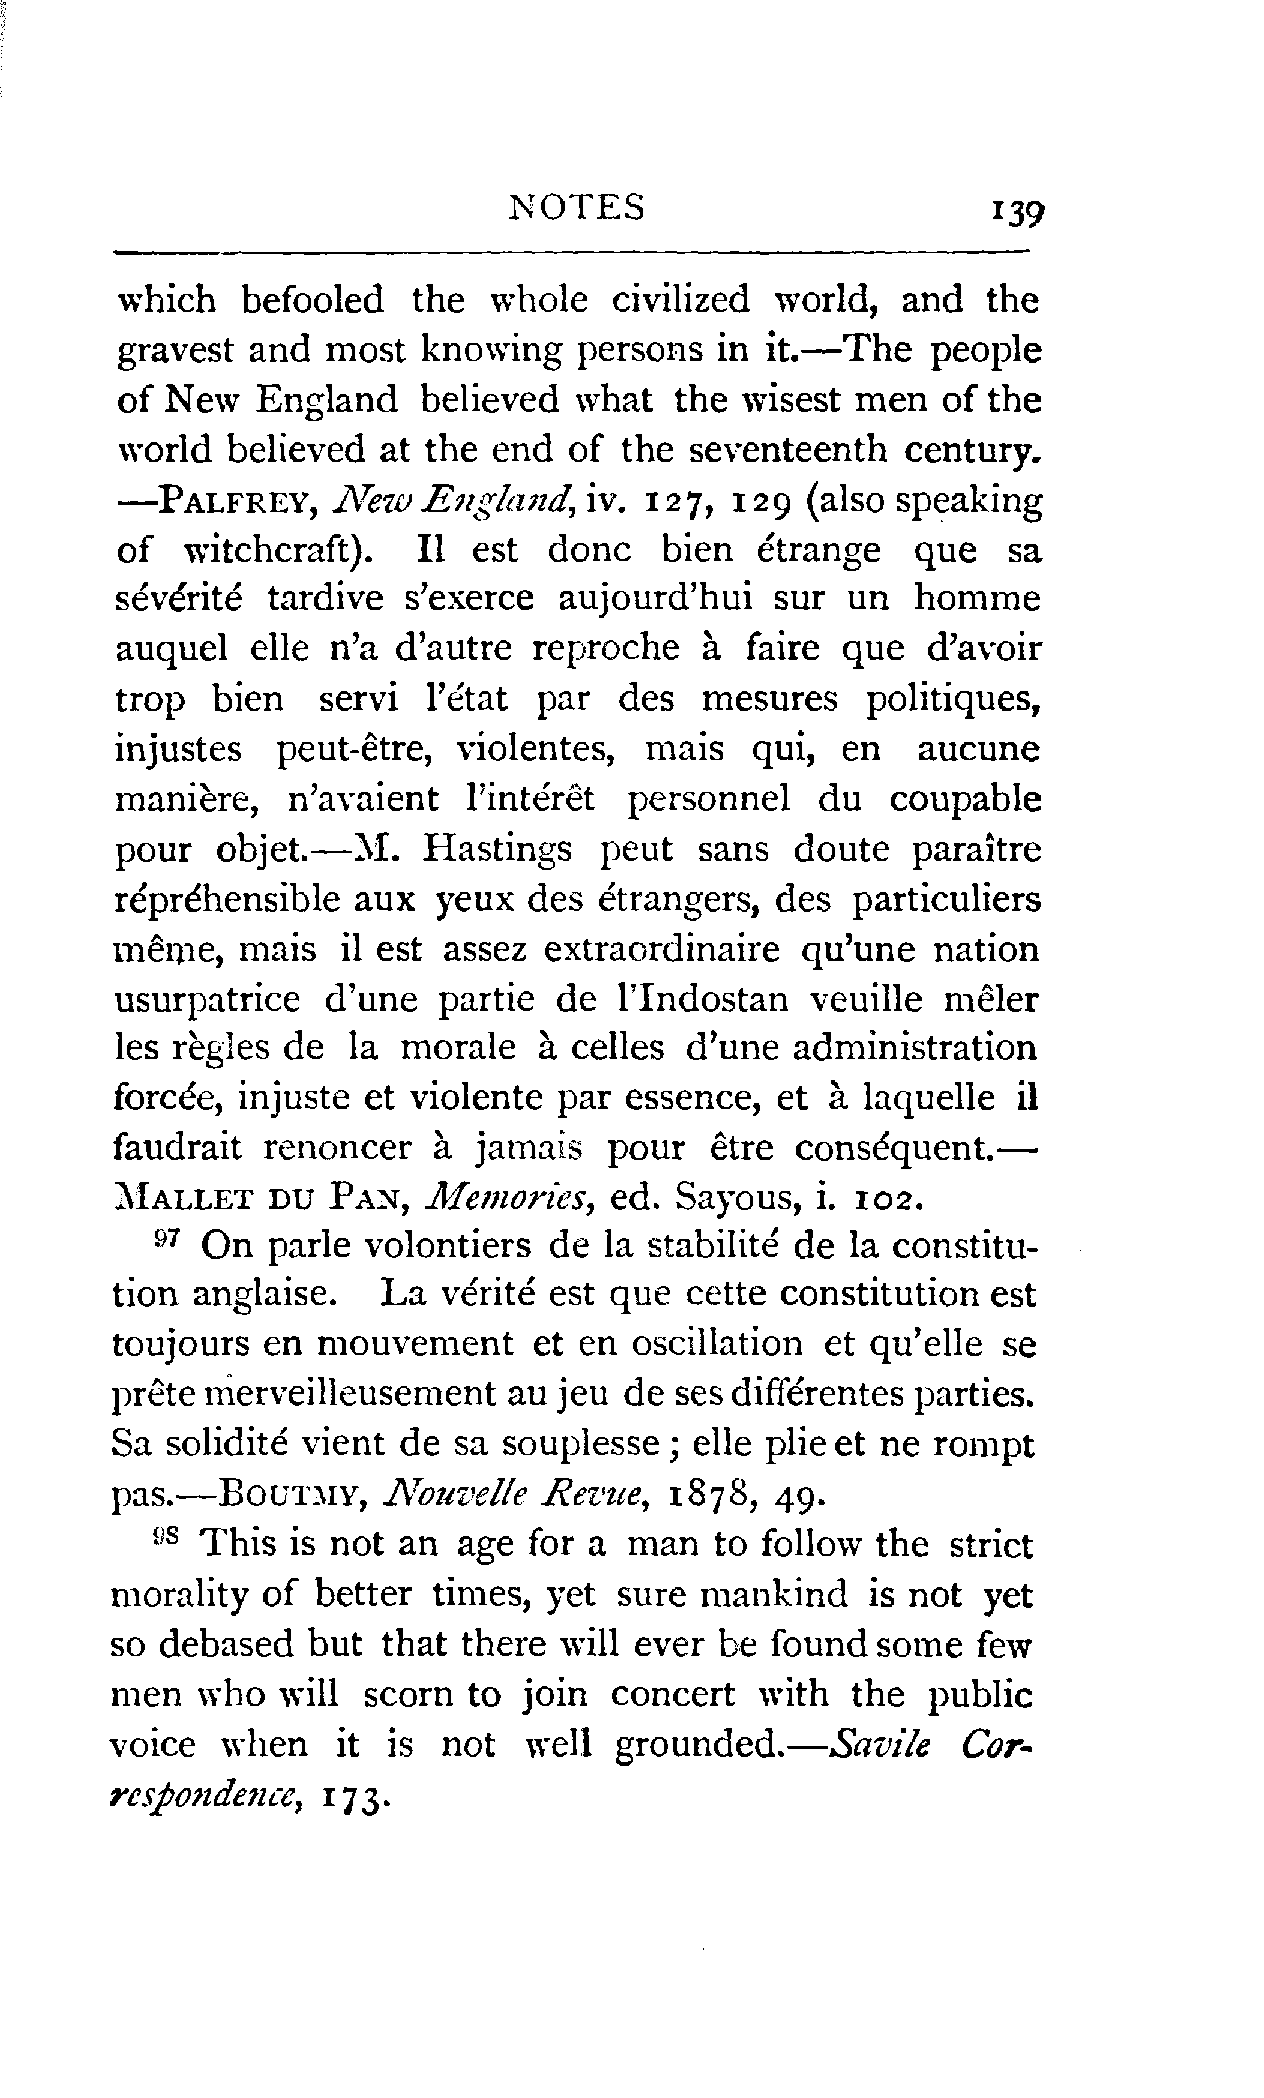 NOTES 139
which befooled the whole civilized world, and the
gravest and most knowing persons in it.—The people
of New England believed what the wisest men of the
world believed at the end of the seventeenth century.
—PALFREY, New England, iv. 127, 129 (also speaking
of witchcraft). Il est donc bien étrange que sa
sévérité tardive s'exerce aujourd'hui sur un homme
auquel elle n'a d'autre reproche à faire que d'avoir
trop bien servi l'état par des mesures politiques,
injustes peut-être, violentes, mais qui, en aucune
manière, n'avaient l'intérêt personnel du coupable
pour objet.—M. Hastings peut sans doute paraître
répréhensible aux yeux des étrangers, des particuliers
même, mais il est assez extraordinaire qu'une nation
usurpatrice d'une partie de l'Indostan veuille mêler
les règles de la morale à celles d'une administration
forcée, injuste et violente par essence, et à laquelle il
faudrait renoncer à jamais pour être conséquent.—
MALLET DU PAN, Memories, ed. Sayous, i. 102.
97 On parle volontiers de la stabilité de la constitu-
tion anglaise. La vérité est que cette constitution est
toujours en mouvement et en oscillation et qu'elle se
prête merveilleusement au jeu de ses différentes parties.
Sa solidité vient de sa souplesse ; elle plie et ne rompt
pas.—BOUTMY, Nouvelle Revue, 1878, 49.
98 This is not an age for a man to follow the strict
morality of better times, yet sure mankind is not yet
so debased but that there will ever be found some few
men who will scorn to join concert with the public
voice when it is not well grounded.—Savile Cor-
respondence, 173.